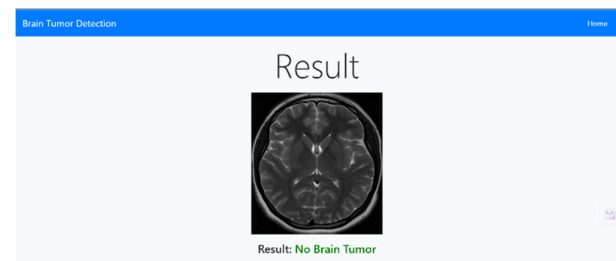 Brain Tumor Detection
Home
Result
Result: No Brain Tumor